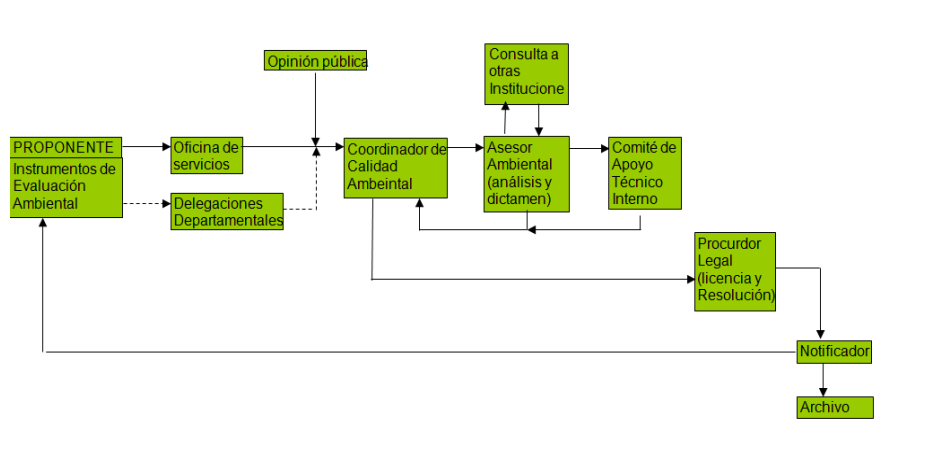 Opinión pública
Consulta a
otras
Institucione
PROPONENTE
Instrumentos de
Evaluación
Ambiental
Oficina de
servicios
Delegaciones
Departamentales
Coordinador de
Calidad
Ambeintal
Asesor
Ambiental
(análisis y
dictamen)
Comité de
Apoyo
Técnico
Interno
Procurdor
Legal
(licencia y
Resolución)
Notificador
Archivo